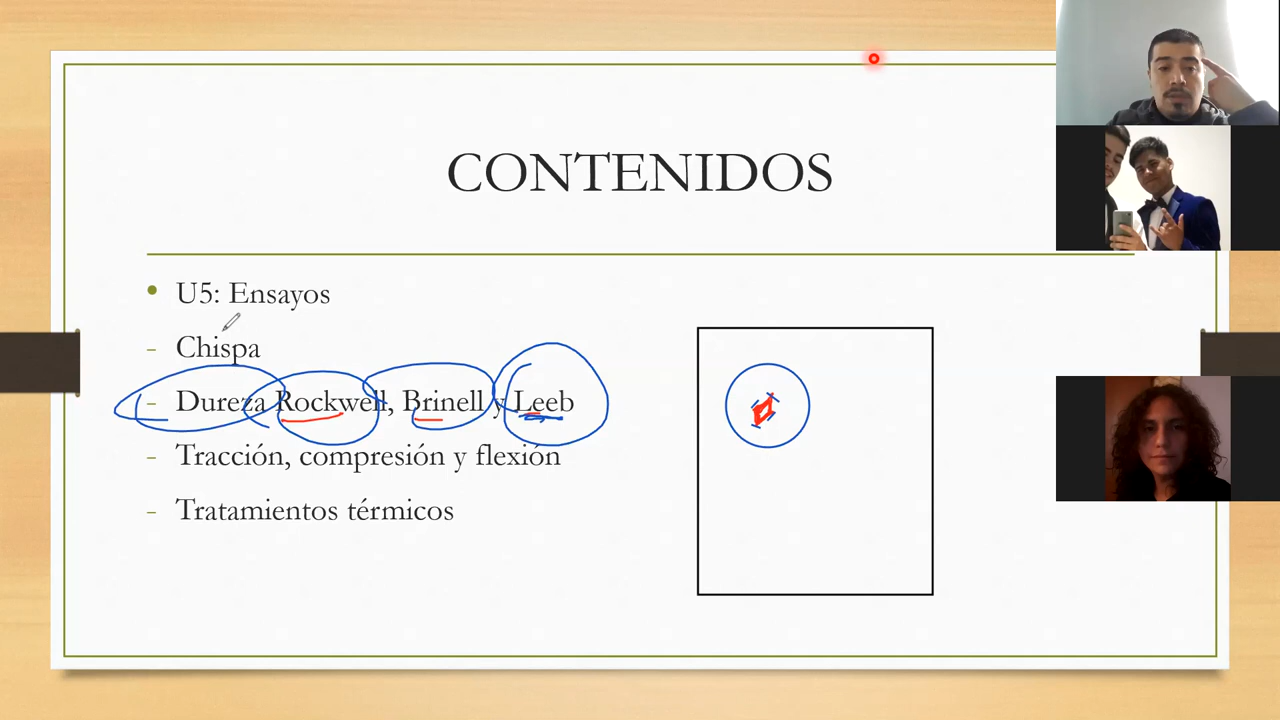 CONTENIDOS
• U5: Ensayos
- Chispa
- Dureza Rockwell, Brinell y Leeb
- Tracción, compresión y flexión
- Tratamientos térmicos